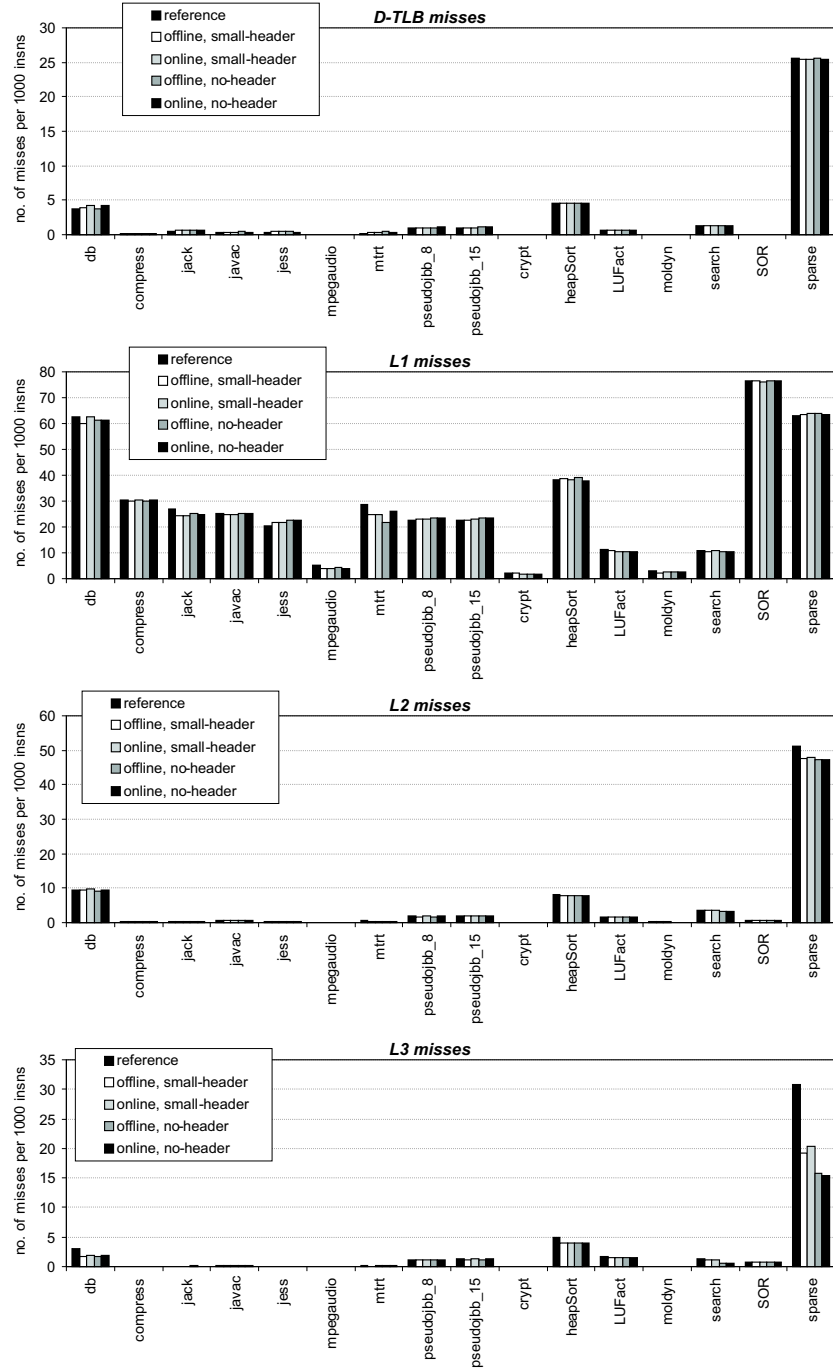 D-TLB misses
no. of misses per 1000 insns
30
25
20
15
10
5
0
reference
offline, small-header
online, small-header
offline, no-header
online, no-header
db
compress
jack
javac
jess
mpegaudio
mtrt
pseudojbb_8
pseudojbb_15
crypt
heapSort
LUFact
moldyn
search
SOR
sparse
L1 misses
no. of misses per 1000 insns
80
70
60
50
40
30
20
10
0
reference
offline, small-header
online, small-header
offline, no-header
online, no-header
db
compress
jack
javac
jess
mpegaudio
mtrt
pseudojbb_8
pseudojbb_15
crypt
heapSort
LUFact
moldyn
search
SOR
sparse
L2 misses
no. of misses per 1000 insns
60
50
40
30
20
10
0
reference
offline, small-header
online, small-header
offline, no-header
online, no-header
db
compress
jack
javac
jess
mpegaudio
mtrt
pseudojbb_8
pseudojbb_15
crypt
heapSort
LUFact
moldyn
search
SOR
sparse
L3 misses
no. of misses per 1000 insns
35
30
25
20
15
10
5
0
reference
offline, small-header
online, small-header
offline, no-header
online, no-header
db
compress
jack
javac
jess
mpegaudio
mtrt
pseudojbb_8
pseudojbb_15
crypt
heapSort
LUFact
moldyn
search
SOR
sparse